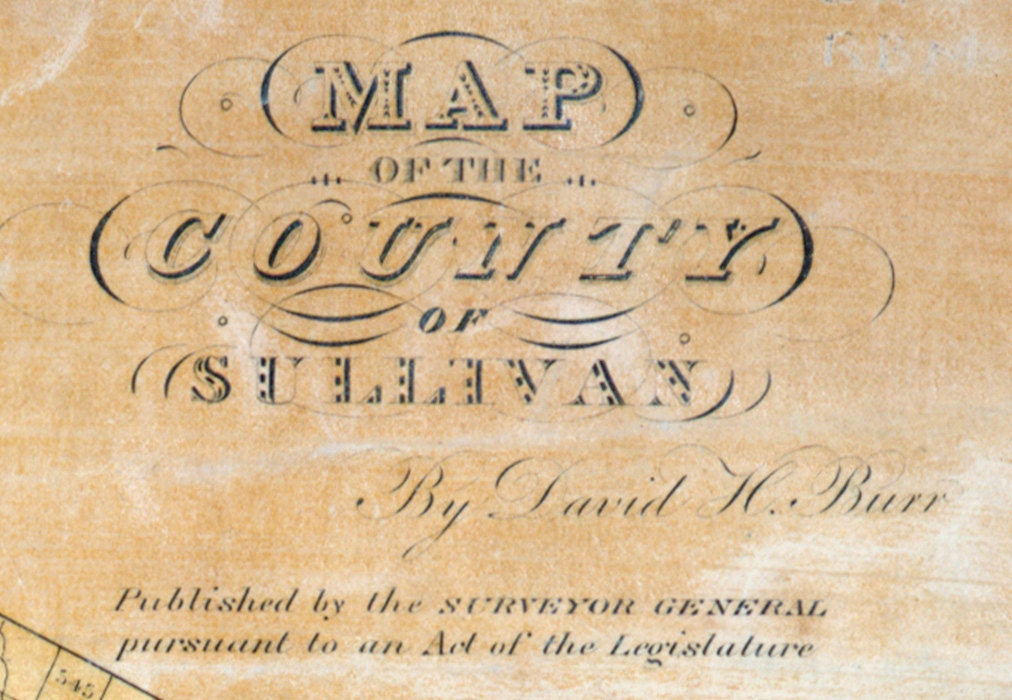 MAP
OF THE
COUNTY
OF
SULLIVAN
By David H. Burr
Published by the SURVEYOR GENERAL
pursuant to an Act of the Legislature
545